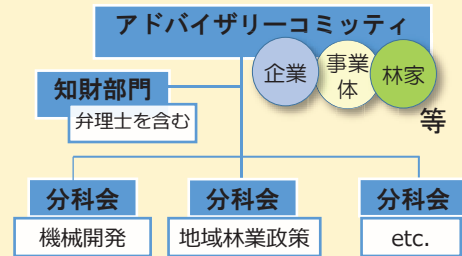 アドバイザリーコミッティ
企業
事業
体
林家
等
知財部門
弁理士を含む
分科会
機械開発
分科会
地域林業政策
分科会
etc.